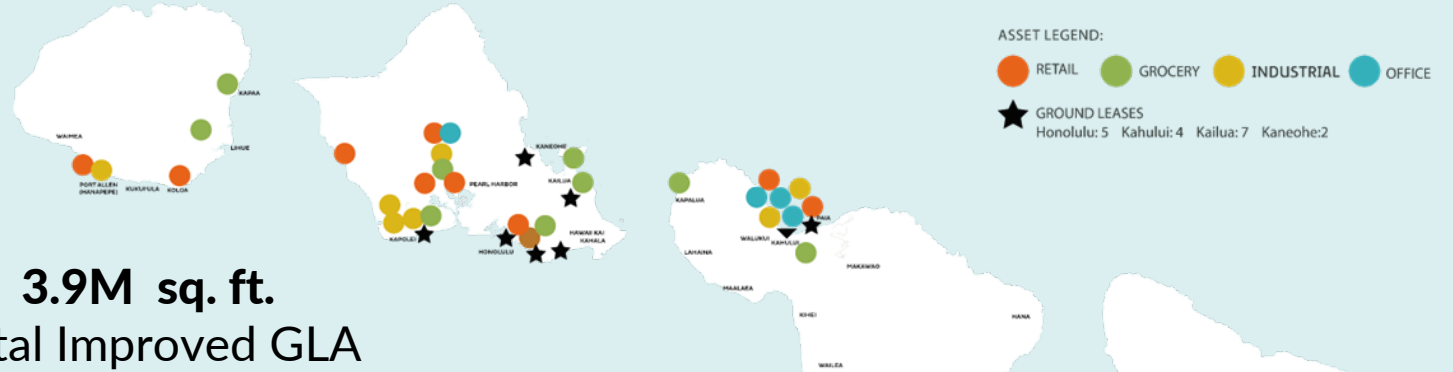 ASSET LEGEND:
RETAIL
GROCERY
INDUSTRIAL
OFFICE
GROUND LEASES
Honolulu: 5 Kahului: 4 Kailua: 7 Kaneohe:2
KAPAA
WAIMEA
LIHUE
PORT ALLEN
(HANAPEPE)
KUKUIULA
KOLOA
KANEOHE
KAILUA
PEARL HARBOR
KAPOLEI
HONOLULU
HAWAII KAI
KAHALA
KAPALUA
PAIA
WAILUKU
KAHULUI
LAHAINA
MAKAWAO
MAALAEA
KIHEI
HANA
WAILEA
3.9M sq. ft.
tal Improved GLA